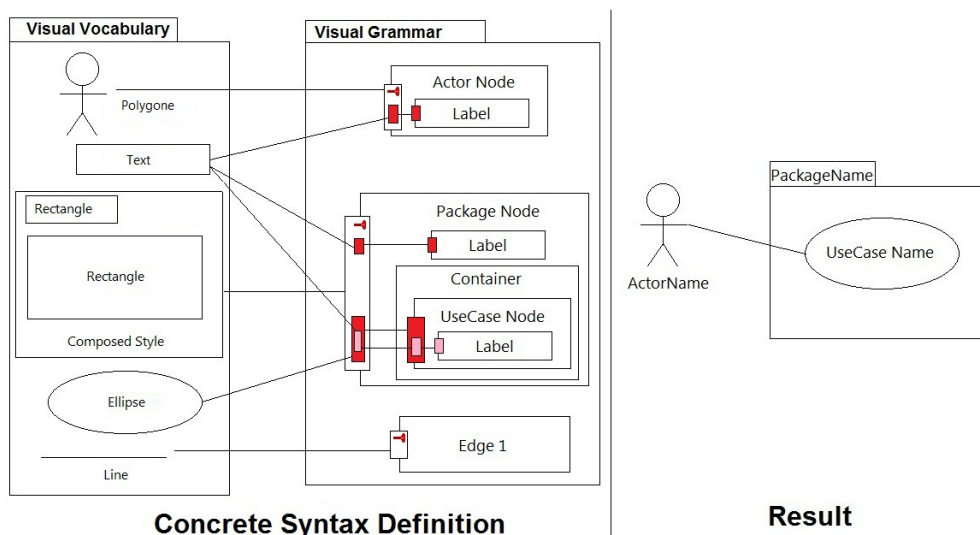 Visual Vocabulary
Polygone
Text
Rectangle
Rectangle
Composed Style
Ellipse
Line
Visual Grammar
Actor Node
Label
Package Node
Label
Container
UseCase Node
Label
Edge 1
Concrete Syntax Definition
PackageName
UseCase Name
ActorName
Result